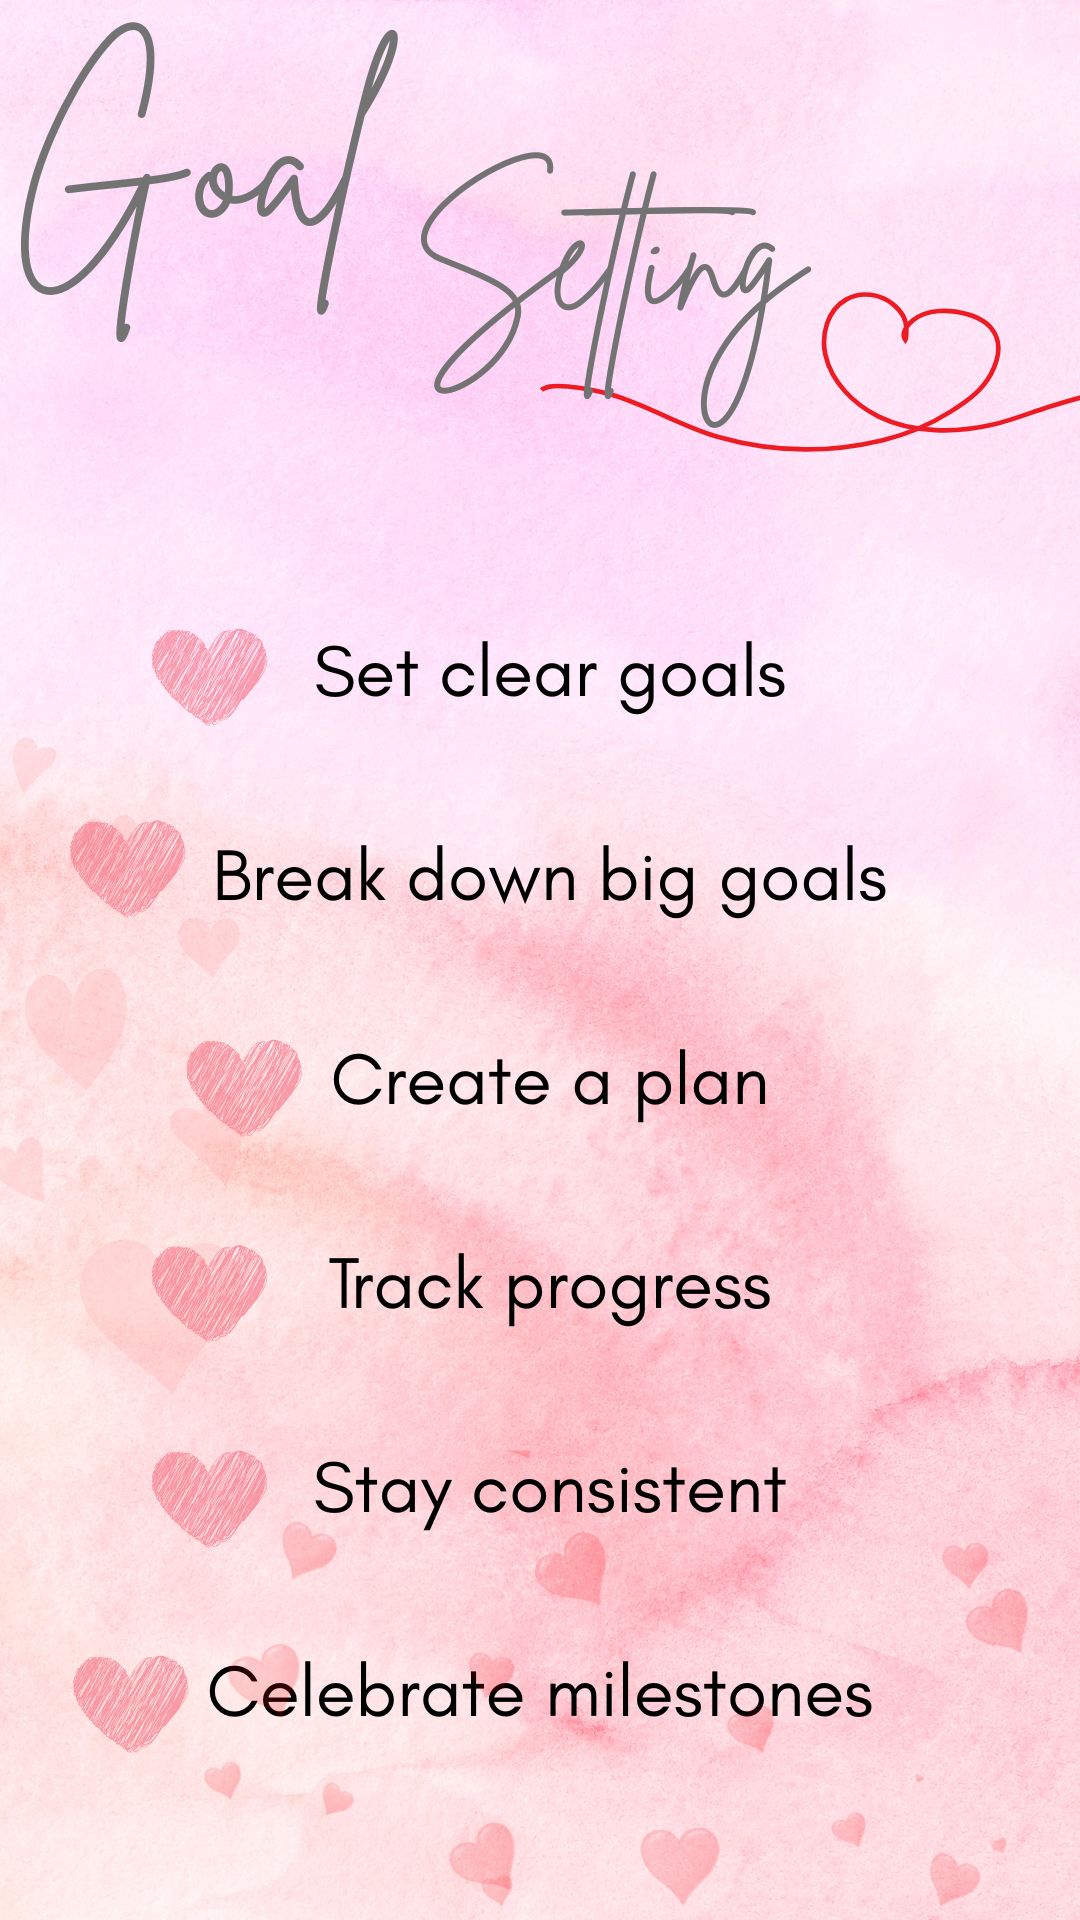 Goal
Setting
Set clear goals
Break down big goals
Create a plan
Track progress
Stay consistent
Celebrate milestones